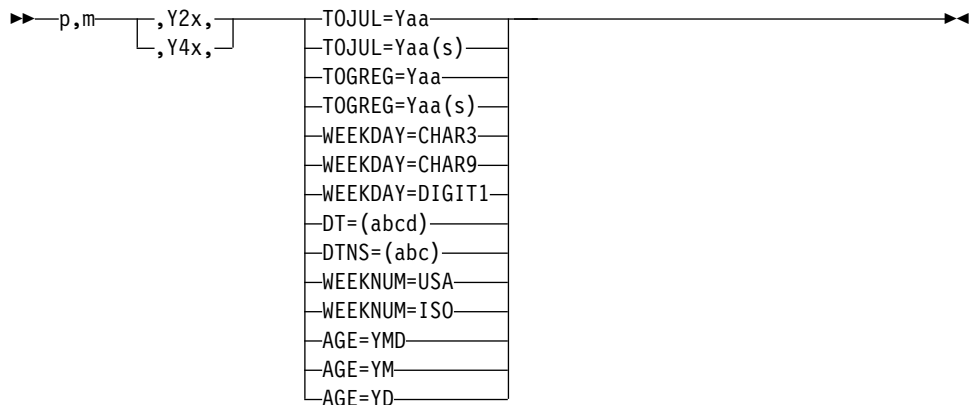 p,m ,Y2x, TOJUL=Yaa
,Y4x, TOJUL=Yaa(s)
TOGREG=Yaa
TOGREG=Yaa(s)
WEEKDAY=CHAR3
WEEKDAY=CHAR9
WEEKDAY=DIGIT1
DT=(abcd)
DTNS=(abc)
WEEKNUM=USA
WEEKNUM=ISO
AGE=YMD
AGE=YM
AGE=YD